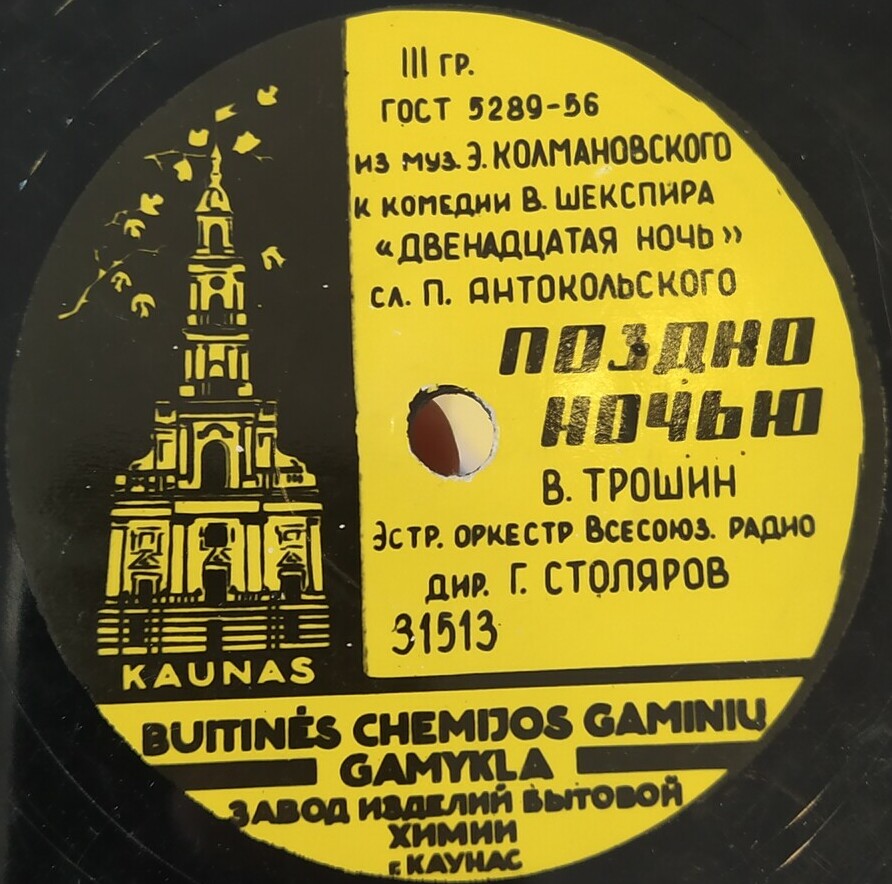 III ГР.
ГОСТ 5289-56
ИЗ МУЗ. Э. КОЛМАНОВСКОГО
К КОМЕДИИ В. ШЕКСПИРА
«ДВЕНАДЦАТАЯ НОЧЬ»
СЛ. П. АНТОКОЛЬСКОГО
ПОЗДНО
НОЧЬЮ
В. ТРОШИН
ЭСТР. ОРКЕСТР ВСЕСОЮЗ. РАДИО
ДИР. Г. СТОЛЯРОВ
31513
KAUNAS
BUITINĖS CHEMIJOS GAMINIŲ
GAMYKLA
ЗАВОД ИЗДЕЛИЙ БЫТОВОЙ
ХИМИИ
г. КАУНАС